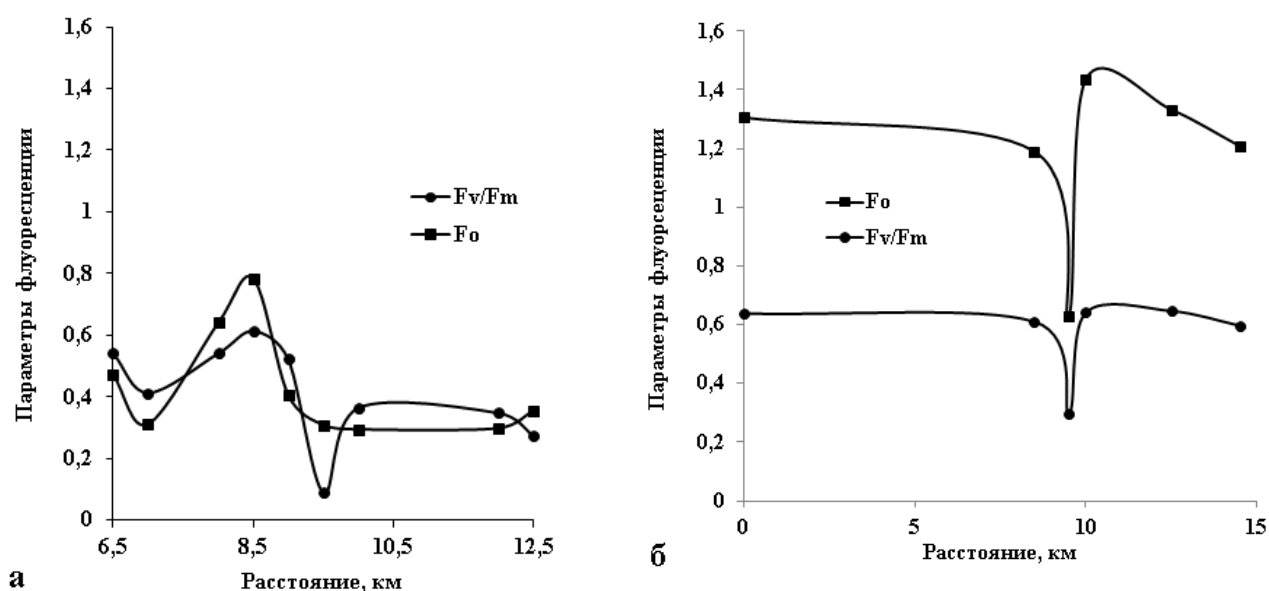 1,6
1,4
1,2
1
0,8
0,6
0,4
0,2
0
Параметры флуоресценции
Fv/Fm
Fo
6,5 8,5 10,5 12,5
Расстояние, км
а
1,6
1,4
1,2
1
0,8
0,6
0,4
0,2
0
Параметры флуорсеценции
Fo
Fv/Fm
0 5 10 15
Расстояние, км
б